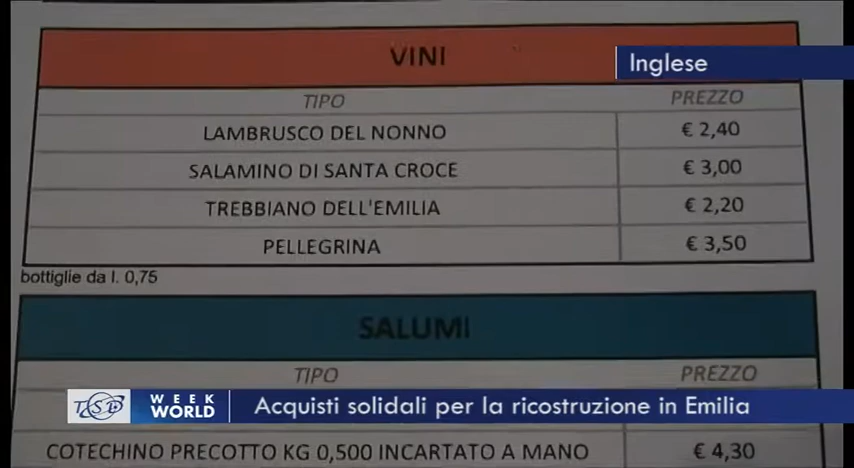 VINI
Inglese
TIPO PREZZO
LAMBRUSCO DEL NONNO € 2,40
SALAMINO DI SANTA CROCE € 3,00
TREBBIANO DELL'EMILIA € 2,20
PELLEGRINA € 3,50
bottiglie da l. 0,75
SALUMI
TIPO PREZZO
TSD WEEK WORLD Acquisti solidali per la ricostruzione in Emilia
COTECHINO PRECOTTO KG 0,500 INCARTATO A MANO € 4,30